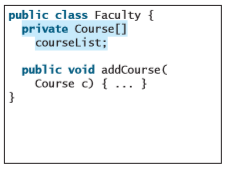 public class Faculty {
  private Course[]
    courseList;

  public void addCourse(
    Course c) { ... }
}